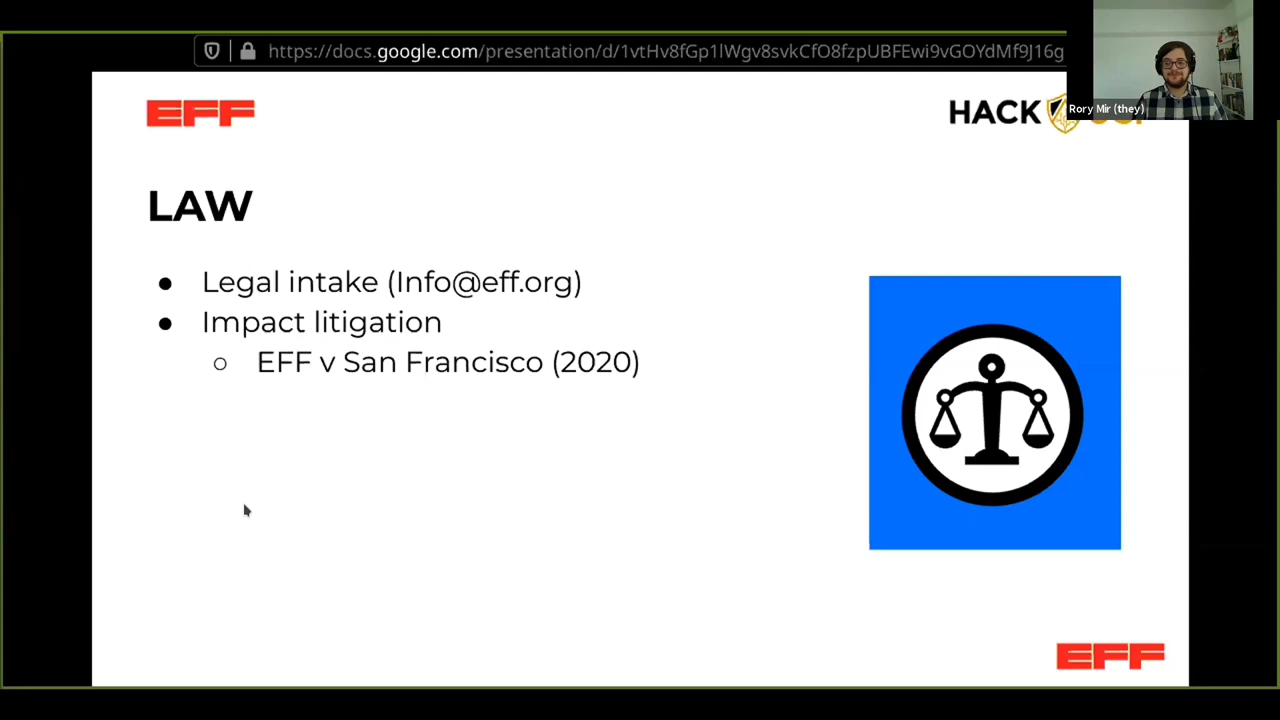 https://docs.google.com/presentation/d/1vtHv8fGp1lWgv8svkCfO8fzpUBFEwi9vGOYdMf9J16g
Rory Mir (they)
EFF
HACK
LAW
● Legal intake (Info@eff.org)
● Impact litigation
○ EFF v San Francisco (2020)
EFF